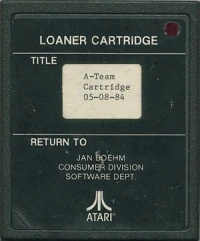 LOANER CARTRIDGE
TITLE
A-Team
Cartridge
05-08-84
RETURN TO
JAN BOEHM
CONSUMER DIVISION
SOFTWARE DEPT.
ATARI